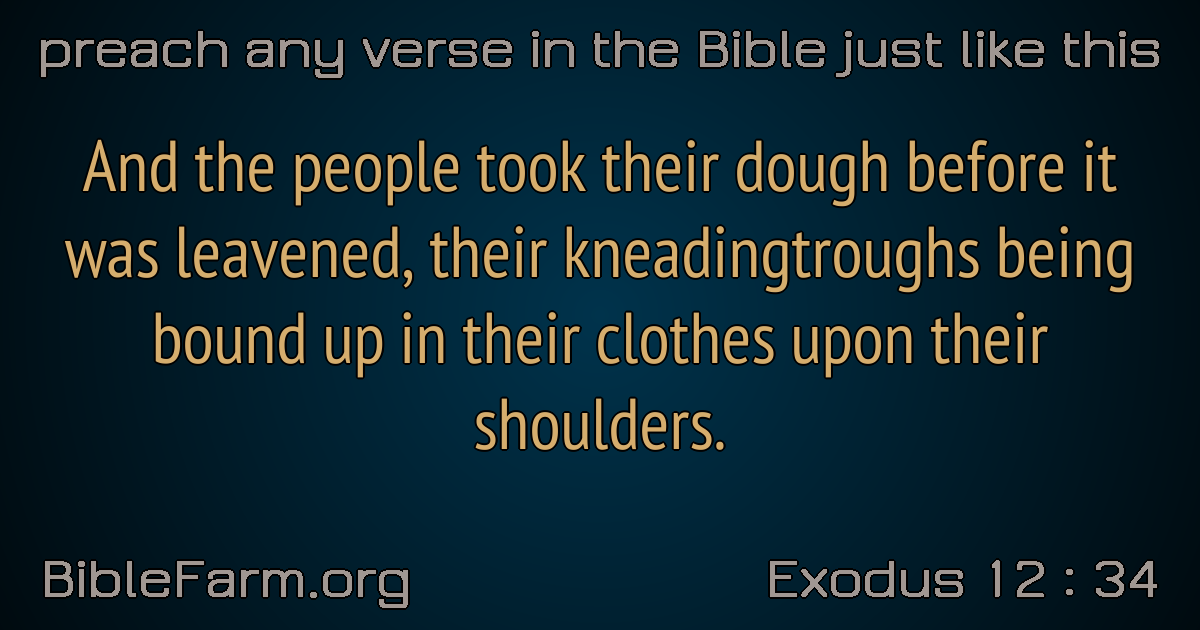 preach any verse in the Bible just like this
And the people took their dough before it
was leavened, their kneadingtroughs being
bound up in their clothes upon their
shoulders.
BibleFarm.org
Exodus 12 : 34